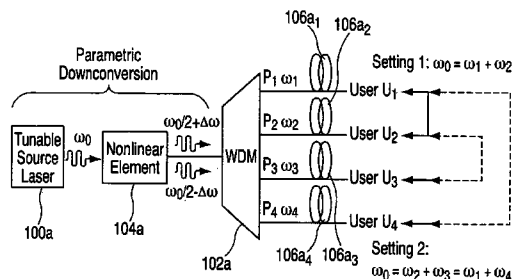 106a1
106a2
Parametric
Downconversion
P1 ω1
Setting 1: ω0 = ω1 + ω2
User U1
ω0
ω0/2+Δω
P2 ω2
User U2
Tunable
Source
Laser
Nonlinear
Element
WDM
ω0/2-Δω
P3 ω3
User U3
100a
104a
P4 ω4
User U4
102a
106a4
106a3
Setting 2:
ω0 = ω2 + ω3 = ω1 + ω4